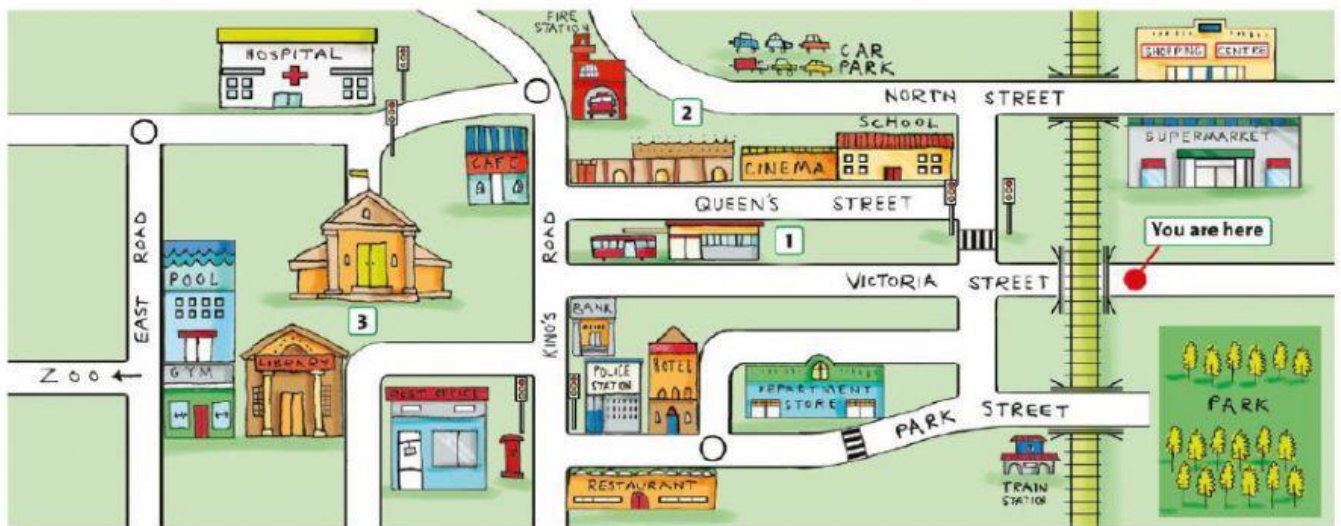 FIRE
STATION
HOSPITAL
CAR
PARK
SHOPPING CENTRE
NORTH STREET
2
SCHOOL
SUPERMARKET
CAFE
CINEMA
QUEEN'S STREET
You are here
1
EAST ROAD
POOL
KING'S ROAD
VICTORIA STREET
3
BANK
LIBRARY
HOTEL
ZOO ←
GYM
POLICE
STATION
POST OFFICE
DEPARTMENT
STORE
PARK STREET
PARK
TRAIN
STATION
RESTAURANT